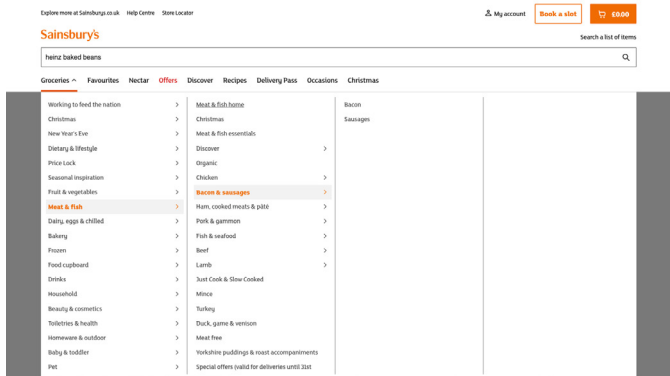 Explore more at Sainsburys.co.uk Help Centre Store Locator
My account Book a slot £0.00
Sainsbury's
Search a list of items
heinz baked beans
Groceries Favourites Nectar Offers Discover Recipes Delivery Pass Occasions Christmas
Working to feed the nation
Christmas
New Year's Eve
Dietary & lifestyle
Price Lock
Seasonal inspiration
Fruit & vegetables
Meat & fish
Dairy, eggs & chilled
Bakery
Frozen
Food cupboard
Drinks
Household
Beauty & cosmetics
Toiletries & health
Homeware & outdoor
Baby & toddler
Pet
Meat & fish home
Christmas
Meat & fish essentials
Discover
Organic
Chicken
Bacon & sausages
Ham, cooked meats & pâté
Pork & gammon
Fish & seafood
Beef
Lamb
Just Cook & Slow Cooked
Mince
Turkey
Duck, game & venison
Meat free
Yorkshire puddings & roast accompaniments
Special offers (valid for deliveries until 31st
Bacon
Sausages